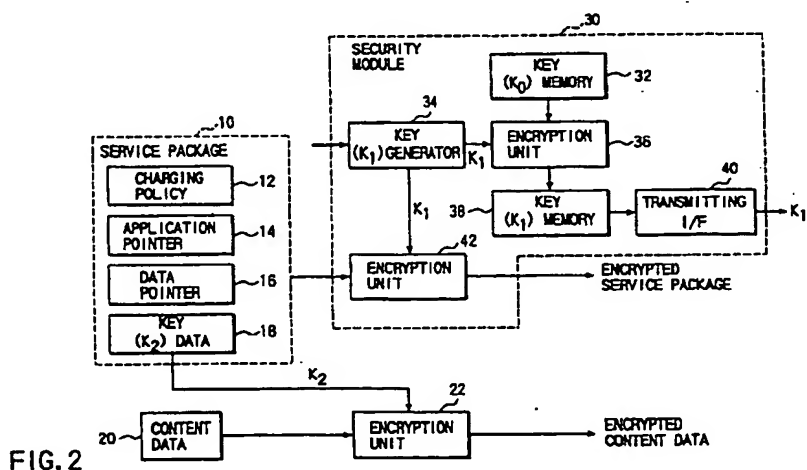 30
SECURITY
MODULE
KEY
(K0) MEMORY
32
34
10
KEY
(K1) GENERATOR
K1
ENCRYPTION
UNIT
36
SERVICE PACKAGE
CHARGING
POLICY
12
K1
38
KEY
(K1) MEMORY
40
TRANSMITTING
I/F
K1
APPLICATION
POINTER
14
42
DATA
POINTER
16
ENCRYPTION
UNIT
ENCRYPTED
SERVICE PACKAGE
KEY
(K2) DATA
18
K2
22
20
CONTENT
DATA
ENCRYPTION
UNIT
ENCRYPTED
CONTENT DATA
FIG.2